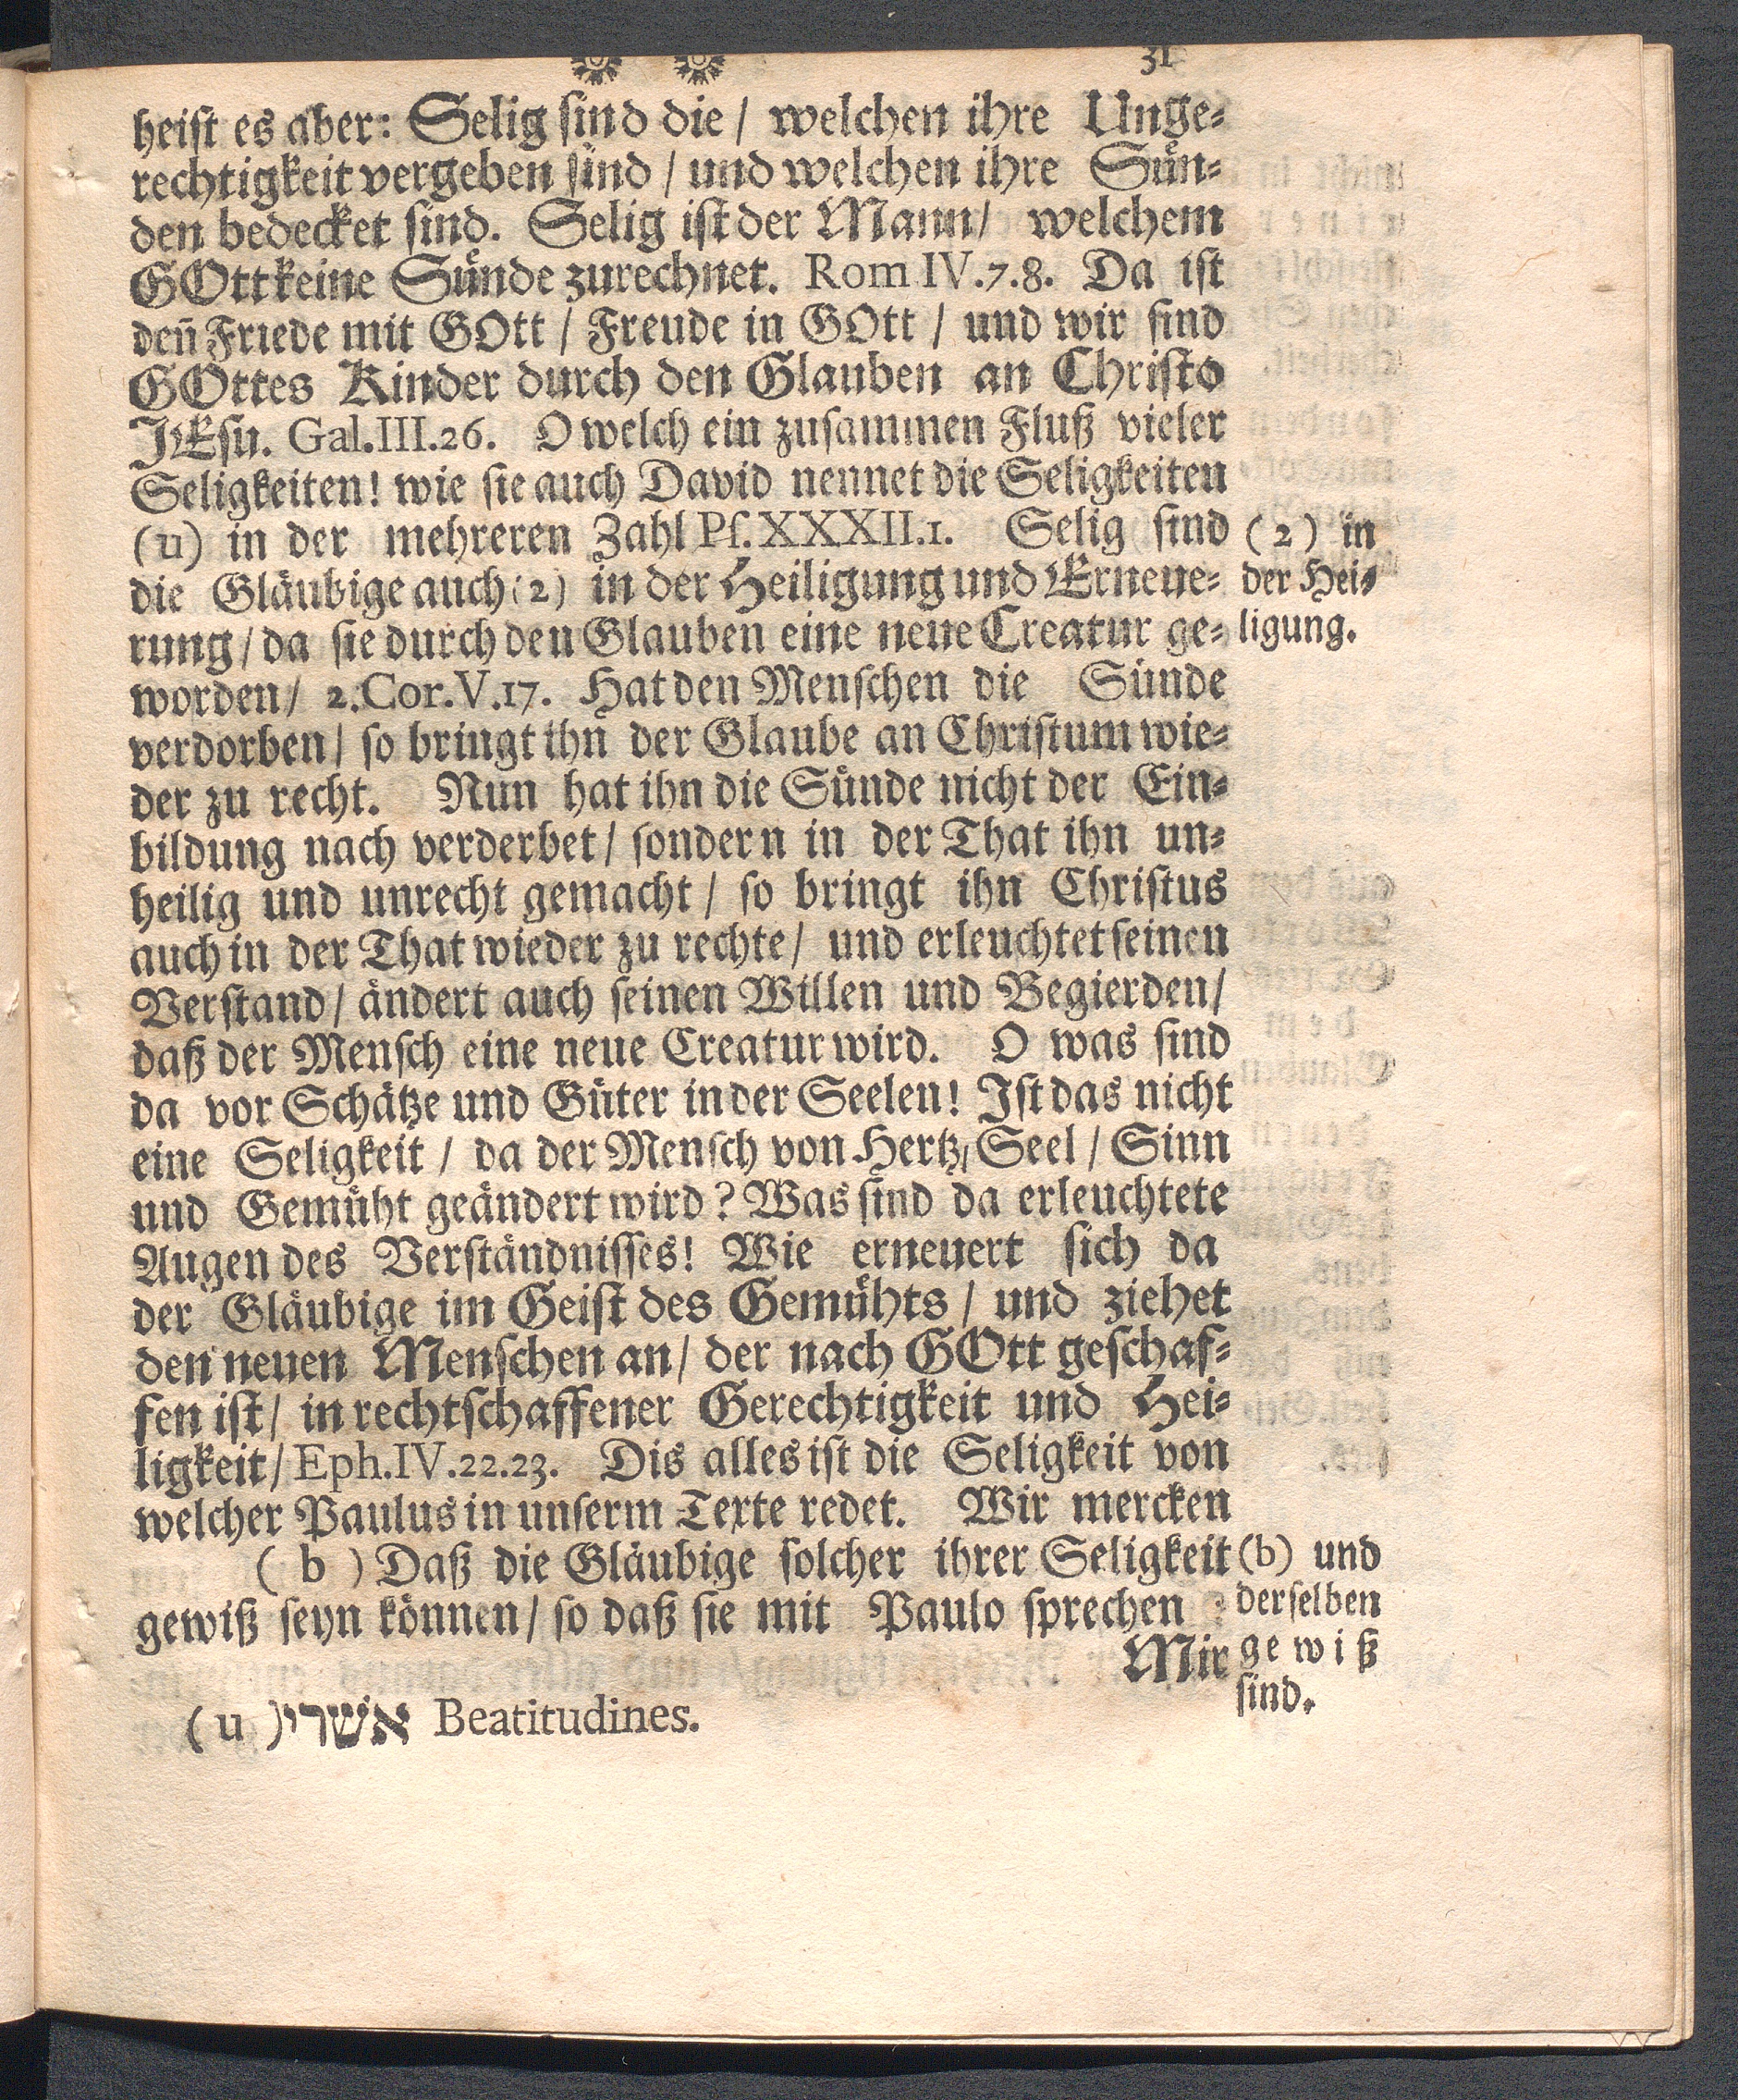 31
heist es aber: Selig sind die / welchen ihre Unge-
rechtigkeit vergeben sind / und welchen ihre Sün-
den bedecket sind. Selig ist der Mann / welchem
GOtt keine Sünde zurechnet. Rom IV.7.8. Da ist
deñ Friede mit GOtt / Freude in GOtt / und wir sind
GOttes Kinder durch den Glauben an Christo
JEsu. Gal.III.26. O welch ein zusammen Fluß vieler
Seligkeiten! wie sie auch David nennet die Seligkeiten
(u) in der mehreren Zahl Ps.XXXII.1. Selig sind
die Gläubige auch (2) in der Heiligung und Erneue-
rung / da sie durch den Glauben eine neue Creatur ge-
worden / 2.Cor.V.17. Hat den Menschen die Sünde
verdorben / so bringt ihn der Glaube an Christum wie-
der zu recht. Nun hat ihn die Sünde nicht der Ein-
bildung nach verderbet / sondern in der That ihn un-
heilig und unrecht gemacht / so bringt ihn Christus
auch in der That wieder zu rechte / und erleuchtet seinen
Verstand / ändert auch seinen Willen und Begierden /
daß der Mensch eine neue Creatur wird. O was sind
da vor Schätze und Güter in der Seelen! Ist das nicht
eine Seligkeit / da der Mensch von Hertz, Seel / Sinn
und Gemüht geändert wird? Was sind da erleuchtete
Augen des Verständnisses! Wie erneuert sich da
der Gläubige im Geist des Gemühts / und ziehet
den neuen Menschen an / der nach GOtt geschaf-
fen ist / in rechtschaffener Gerechtigkeit und Hei-
ligkeit / Eph.IV.22.23. Dis alles ist die Seligkeit von
welcher Paulus in unserm Texte redet. Wir mercken
( b ) Daß die Gläubige solcher ihrer Seligkeit
gewiß seyn können / so daß sie mit Paulo sprechen :
Mir
(2) in
der Hei-
ligung.
(b) und
derselben
gewiß
sind.
(u) אשׁרי Beatitudines.